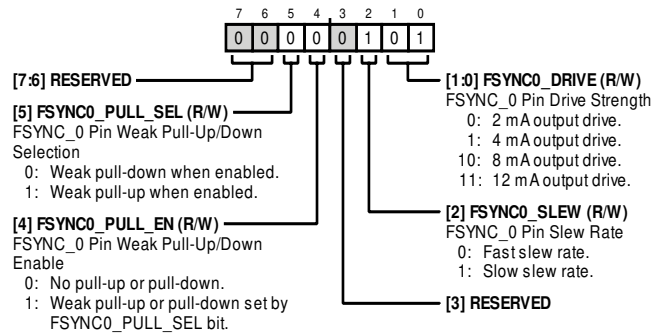 7 6 5 4 3 2 1 0
0 0 0 0 0 1 0 1
[7:6] RESERVED
[5] FSYNC0_PULL_SEL (R/W)
FSYNC_0 Pin Weak Pull-Up/Down
Selection
0: Weak pull-down when enabled.
1: Weak pull-up when enabled.
[4] FSYNC0_PULL_EN (R/W)
FSYNC_0 Pin Weak Pull-Up/Down
Enable
0: No pull-up or pull-down.
1: Weak pull-up or pull-down set by
FSYNC0_PULL_SEL bit.
[1:0] FSYNC0_DRIVE (R/W)
FSYNC_0 Pin Drive Strength
0: 2 mA output drive.
1: 4 mA output drive.
10: 8 mA output drive.
11: 12 mA output drive.
[2] FSYNC0_SLEW (R/W)
FSYNC_0 Pin Slew Rate
0: Fast slew rate.
1: Slow slew rate.
[3] RESERVED